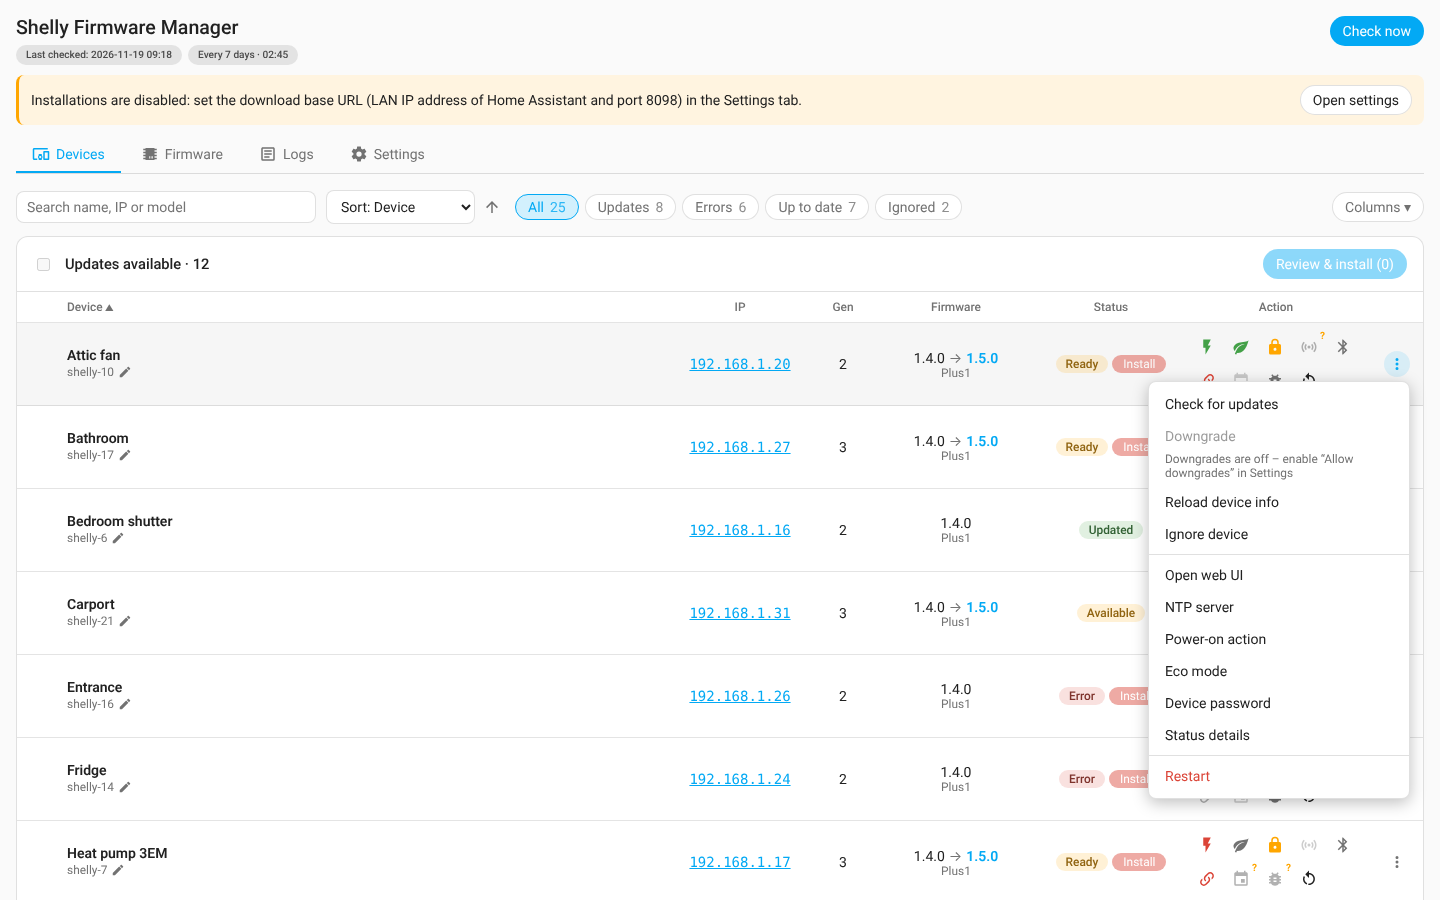 Shelly Firmware Manager
Check now
Last checked: 2026-11-19 09:18
Every 7 days · 02:45
Installations are disabled: set the download base URL (LAN IP address of Home Assistant and port 8098) in the Settings tab.
Open settings
Devices
Firmware
Logs
Settings
Search name, IP or model
Sort: Device
All 25
Updates 8
Errors 6
Up to date 7
Ignored 2
Columns ▾
Updates available · 12
Review & install (0)
Device ▲
IP
Gen
Firmware
Status
Action
Attic fan
shelly-10
192.168.1.20
2
1.4.0 → 1.5.0
Plus1
Ready
Install
?
Bathroom
shelly-17
192.168.1.27
3
1.4.0 → 1.5.0
Plus1
Ready
Bedroom shutter
shelly-6
192.168.1.16
2
1.4.0
Plus1
Updated
Carport
shelly-21
192.168.1.31
3
1.4.0 → 1.5.0
Plus1
Available
Entrance
shelly-16
192.168.1.26
2
1.4.0
Plus1
Error
Fridge
shelly-14
192.168.1.24
2
1.4.0
Plus1
Error
Heat pump 3EM
shelly-7
192.168.1.17
3
1.4.0 → 1.5.0
Plus1
Ready
Install
?
?
Check for updates
Downgrade
Downgrades are off – enable “Allow
downgrades” in Settings
Reload device info
Ignore device
Open web UI
NTP server
Power-on action
Eco mode
Device password
Status details
Restart